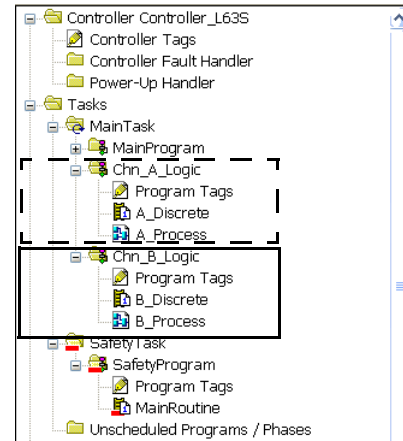 Controller Controller_L63S
Controller Tags
Controller Fault Handler
Power-Up Handler
Tasks
MainTask
MainProgram
Chn_A_Logic
Program Tags
A_Discrete
A_Process
Chn_B_Logic
Program Tags
B_Discrete
B_Process
SafetyTask
SafetyProgram
Program Tags
MainRoutine
Unscheduled Programs / Phases